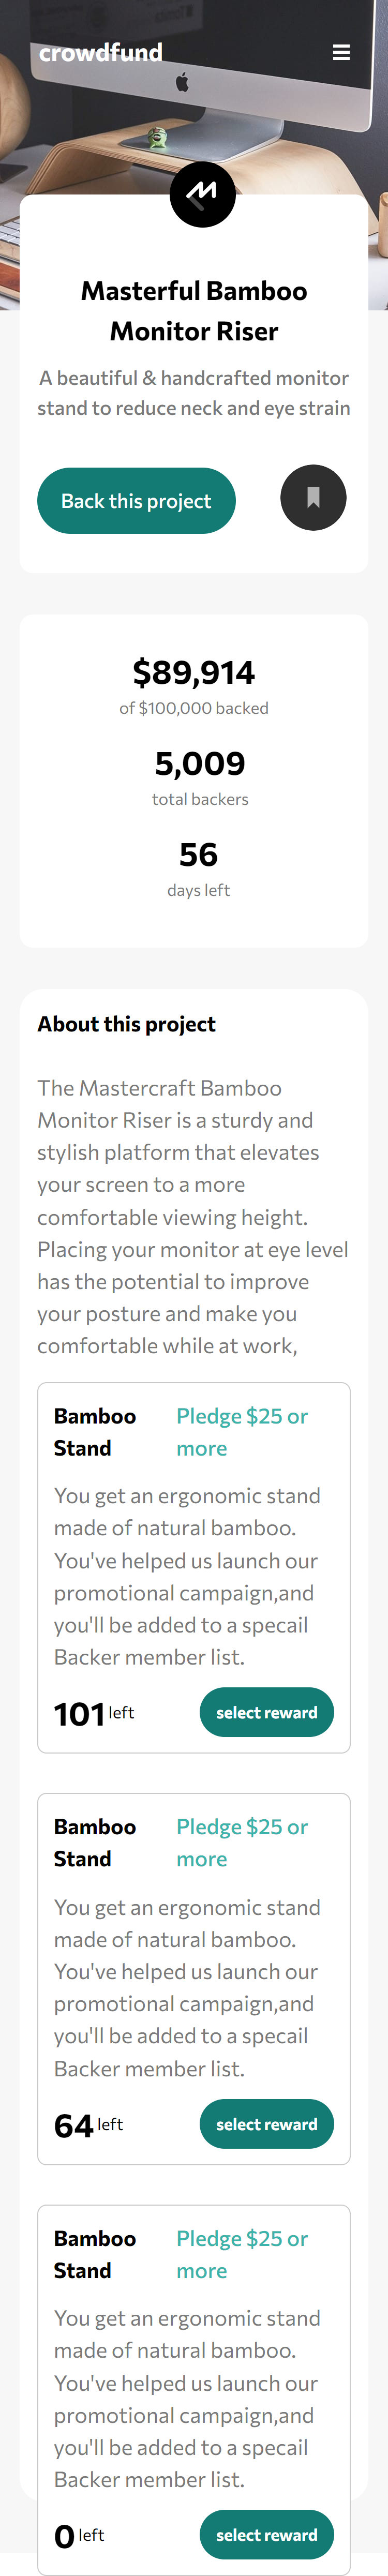 crowdfund
Masterful Bamboo
Monitor Riser
A beautiful & handcrafted monitor
stand to reduce neck and eye strain
Back this project
$89,914
of $100,000 backed
5,009
total backers
56
days left
About this project
The Mastercraft Bamboo
Monitor Riser is a sturdy and
stylish platform that elevates
your screen to a more
comfortable viewing height.
Placing your monitor at eye level
has the potential to improve
your posture and make you
comfortable while at work,
Bamboo Stand
Pledge $25 or more
You get an ergonomic stand
made of natural bamboo.
You've helped us launch our
promotional campaign,and
you'll be added to a specail
Backer member list.
101 left
select reward
Bamboo Stand
Pledge $25 or more
You get an ergonomic stand
made of natural bamboo.
You've helped us launch our
promotional campaign,and
you'll be added to a specail
Backer member list.
64 left
select reward
Bamboo Stand
Pledge $25 or more
You get an ergonomic stand
made of natural bamboo.
You've helped us launch our
promotional campaign,and
you'll be added to a specail
Backer member list.
0 left
select reward